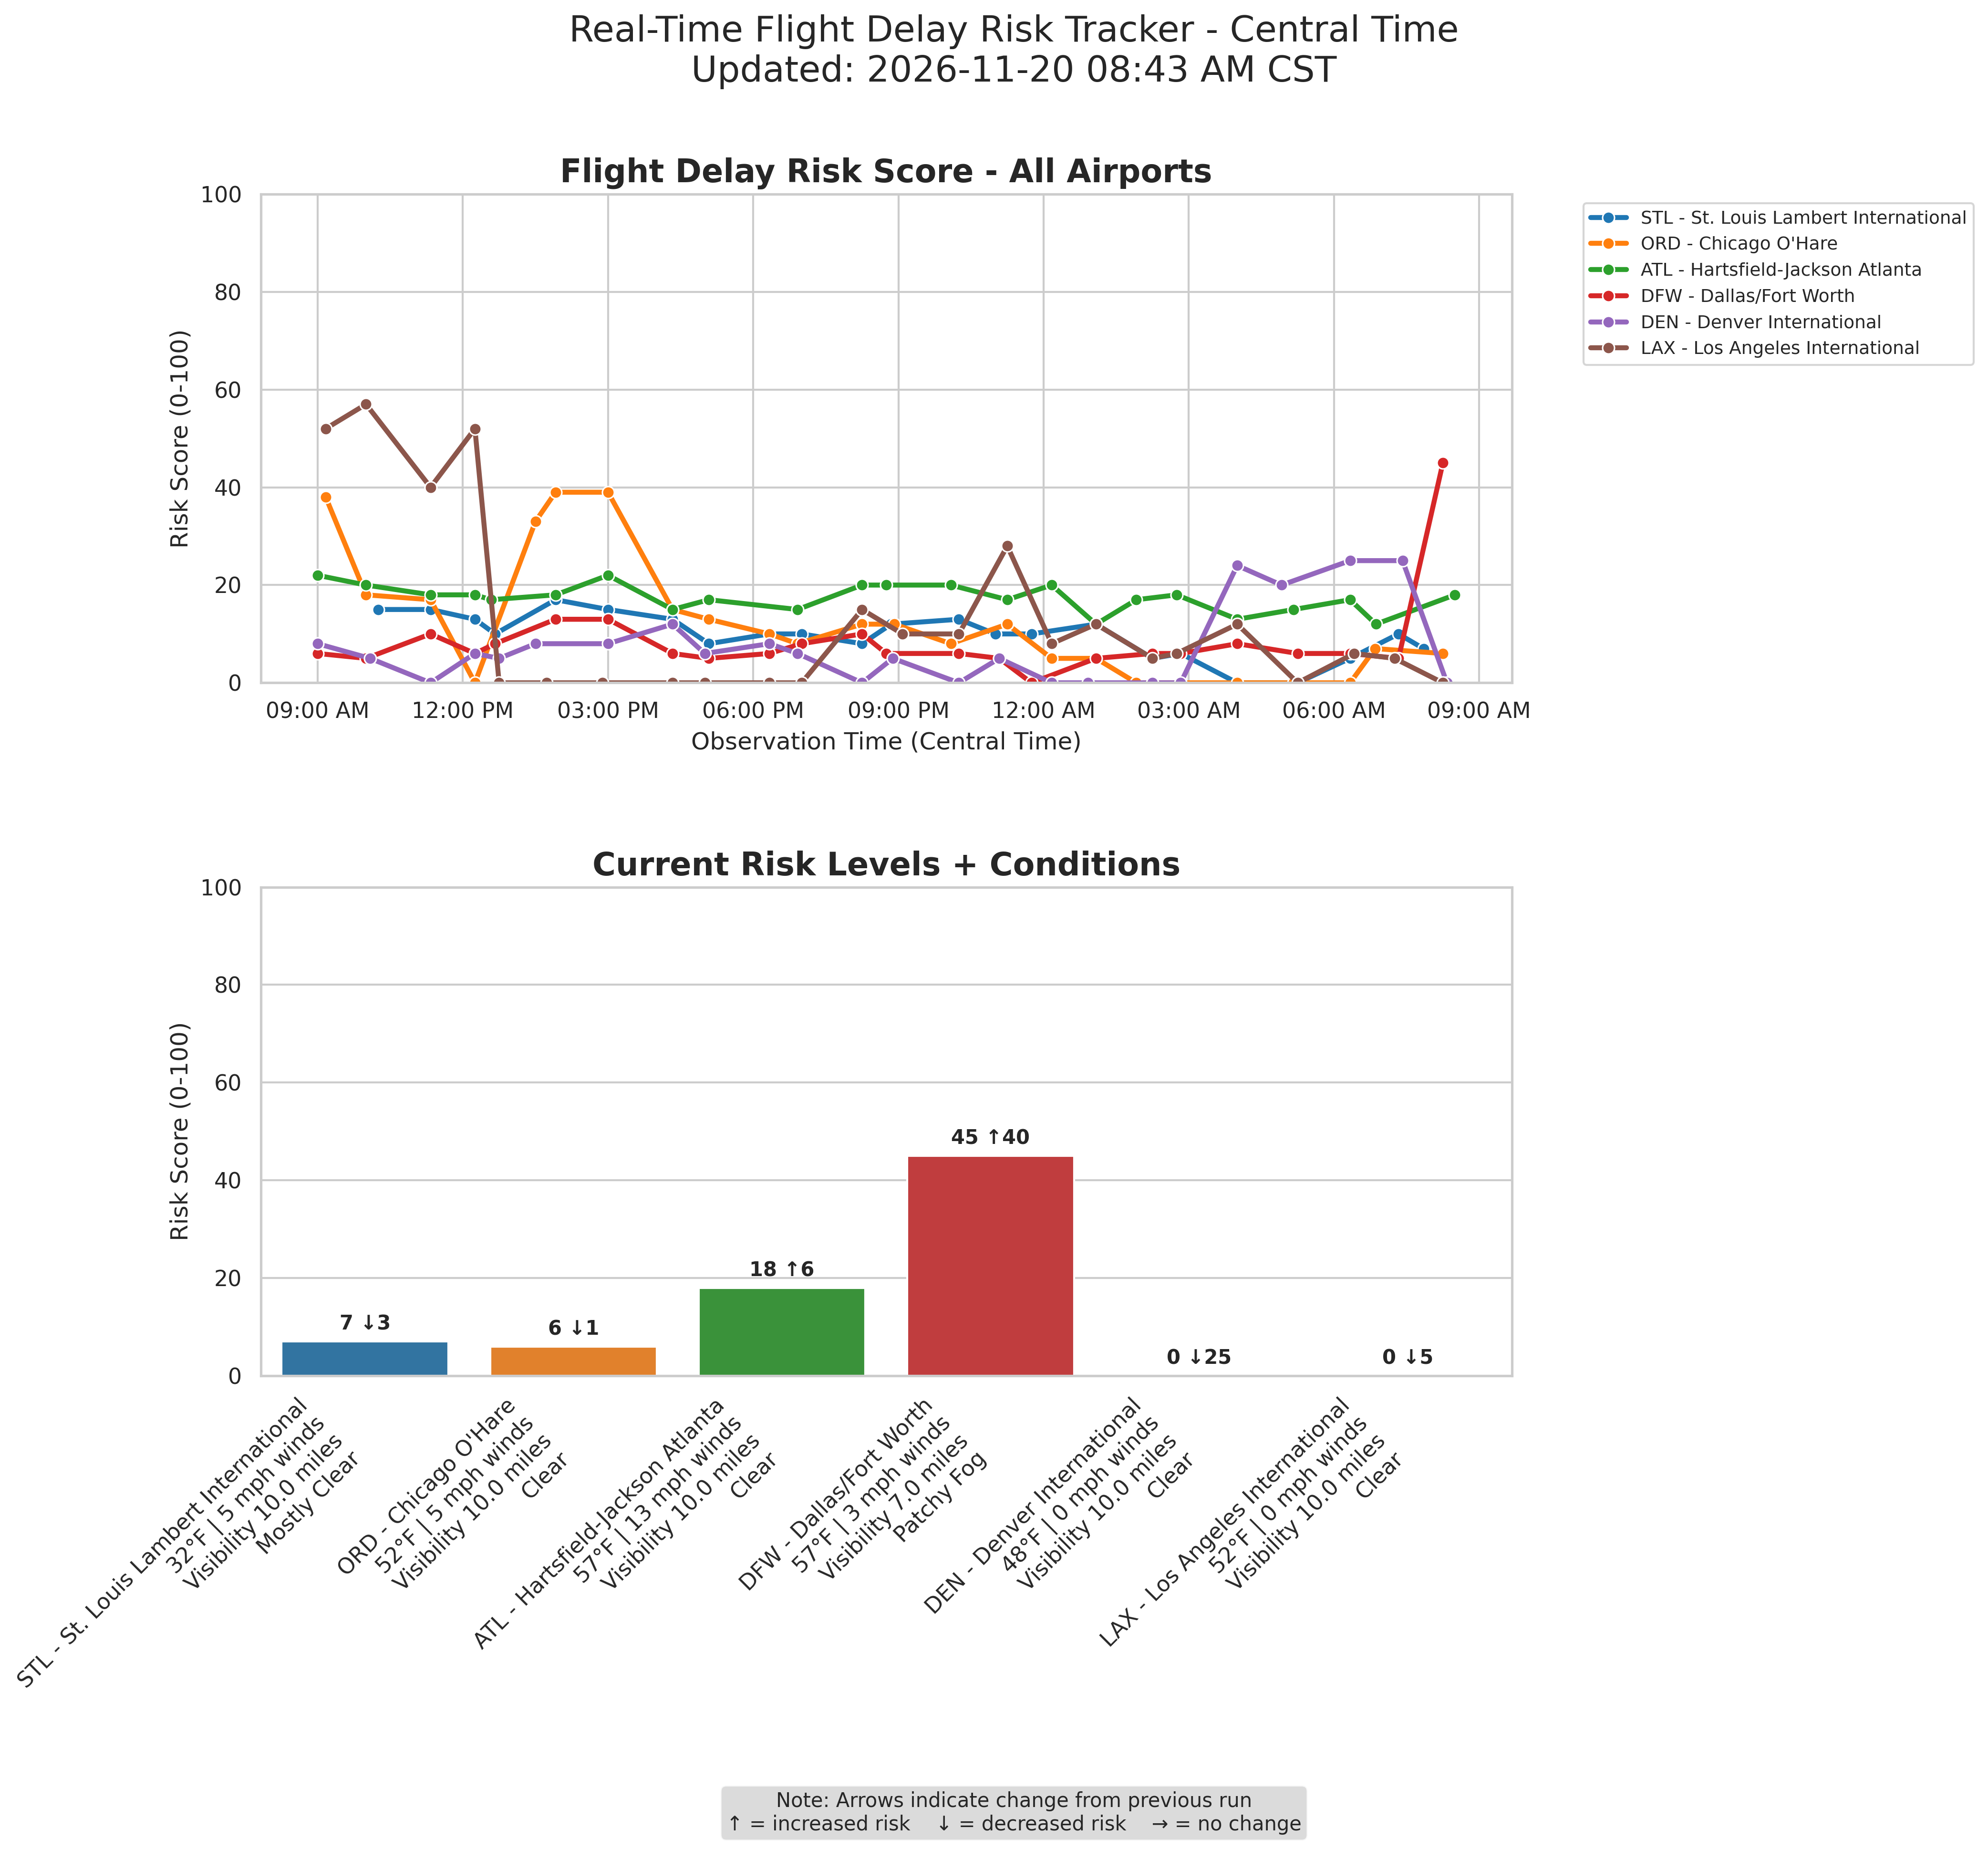 Real-Time Flight Delay Risk Tracker - Central Time
Updated: 2026-11-20 08:43 AM CST
Flight Delay Risk Score - All Airports
100
80
60
40
20
0
Risk Score (0-100)
09:00 AM
12:00 PM
03:00 PM
06:00 PM
09:00 PM
12:00 AM
03:00 AM
06:00 AM
09:00 AM
Observation Time (Central Time)
STL - St. Louis Lambert International
ORD - Chicago O'Hare
ATL - Hartsfield-Jackson Atlanta
DFW - Dallas/Fort Worth
DEN - Denver International
LAX - Los Angeles International
Current Risk Levels + Conditions
100
80
60
40
20
0
Risk Score (0-100)
7 ↓3
6 ↓1
18 ↑6
45 ↑40
0 ↓25
0 ↓5
STL - St. Louis Lambert International
32°F | 5 mph winds
Visibility 10.0 miles
Mostly Clear
ORD - Chicago O'Hare
52°F | 5 mph winds
Visibility 10.0 miles
Clear
ATL - Hartsfield-Jackson Atlanta
57°F | 13 mph winds
Visibility 10.0 miles
Clear
DFW - Dallas/Fort Worth
57°F | 3 mph winds
Visibility 7.0 miles
Patchy Fog
DEN - Denver International
48°F | 0 mph winds
Visibility 10.0 miles
Clear
LAX - Los Angeles International
52°F | 0 mph winds
Visibility 10.0 miles
Clear
Note: Arrows indicate change from previous run
↑ = increased risk ↓ = decreased risk → = no change